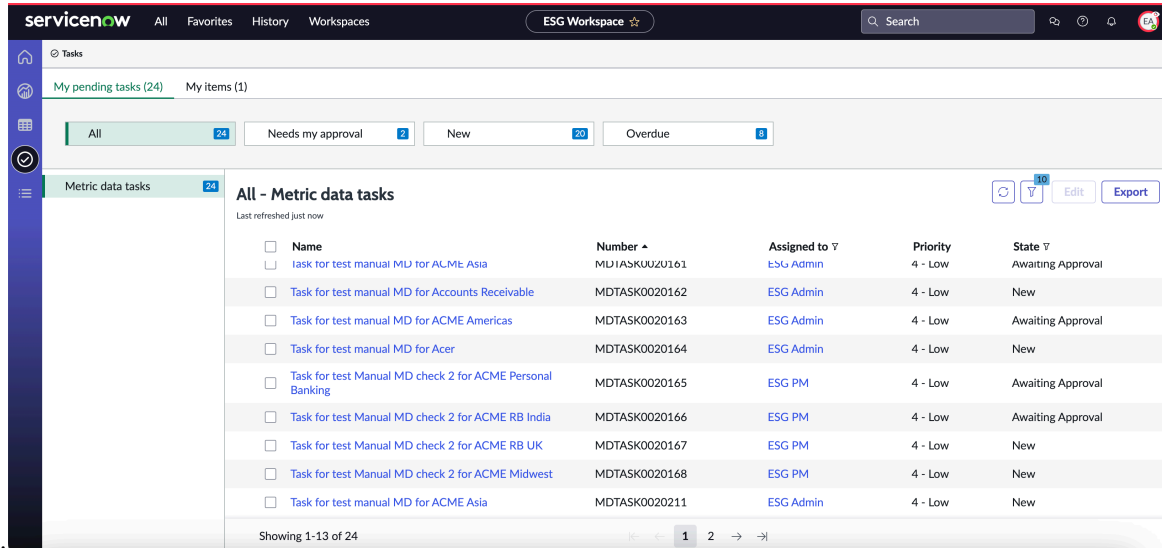 servicenow All Favorites History Workspaces ESG Workspace ☆ Search EA
Tasks
My pending tasks (24) My items (1)
All 24 Needs my approval 2 New 20 Overdue 8
Metric data tasks 24
All - Metric data tasks 10 Edit Export
Last refreshed just now
Name Number Assigned to Priority State
Task for test manual MD for ACME Asia MDTASK0020161 ESG Admin 4 - Low Awaiting Approval
Task for test manual MD for Accounts Receivable MDTASK0020162 ESG Admin 4 - Low New
Task for test manual MD for ACME Americas MDTASK0020163 ESG Admin 4 - Low Awaiting Approval
Task for test manual MD for Acer MDTASK0020164 ESG Admin 4 - Low New
Task for test Manual MD check 2 for ACME Personal
Banking MDTASK0020165 ESG PM 4 - Low Awaiting Approval
Task for test Manual MD check 2 for ACME RB India MDTASK0020166 ESG PM 4 - Low Awaiting Approval
Task for test Manual MD check 2 for ACME RB UK MDTASK0020167 ESG PM 4 - Low New
Task for test Manual MD check 2 for ACME Midwest MDTASK0020168 ESG PM 4 - Low New
Task for test manual MD for ACME Asia MDTASK0020211 ESG Admin 4 - Low New
Showing 1-13 of 24 1 2